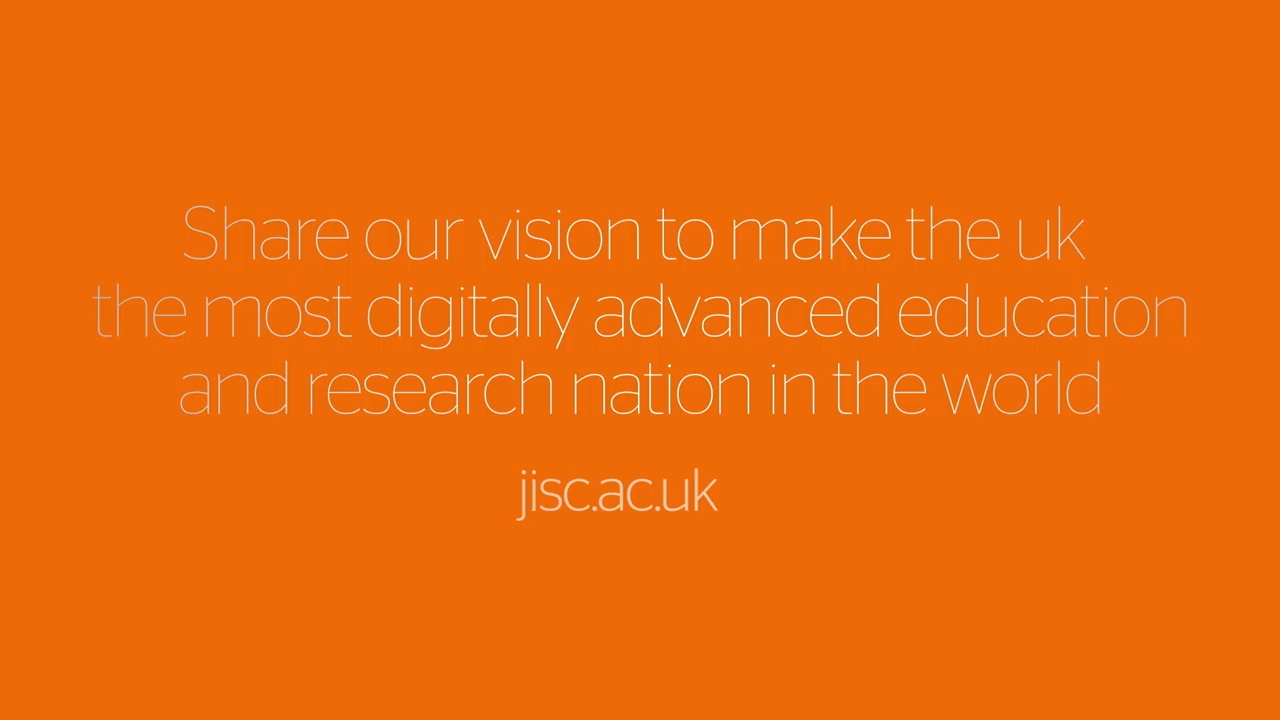 Share our vision to make the uk
the most digitally advanced education
and research nation in the world
jisc.ac.uk